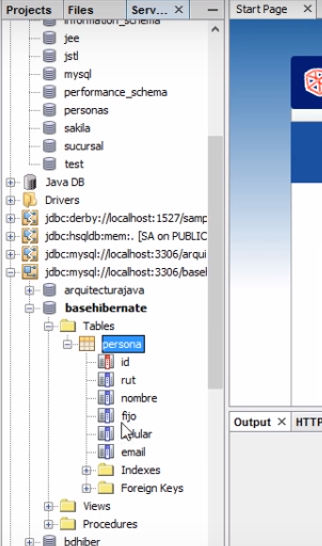 Projects Files Serv... × — Start Page ×
information_schema
jee
jstl
mysql
performance_schema
personas
sakila
sucursal
test
Java DB
Drivers
jdbc:derby://localhost:1527/samp
jdbc:hsqldb:mem:. [SA on PUBLIC
jdbc:mysql://localhost:3306/arqui
jdbc:mysql://localhost:3306/basel
arquitecturajava
basehibernate
Tables
persona
id
rut
nombre
fijo
email
Output × HTTP
Indexes
Foreign Keys
Views
Procedures
bdhiber